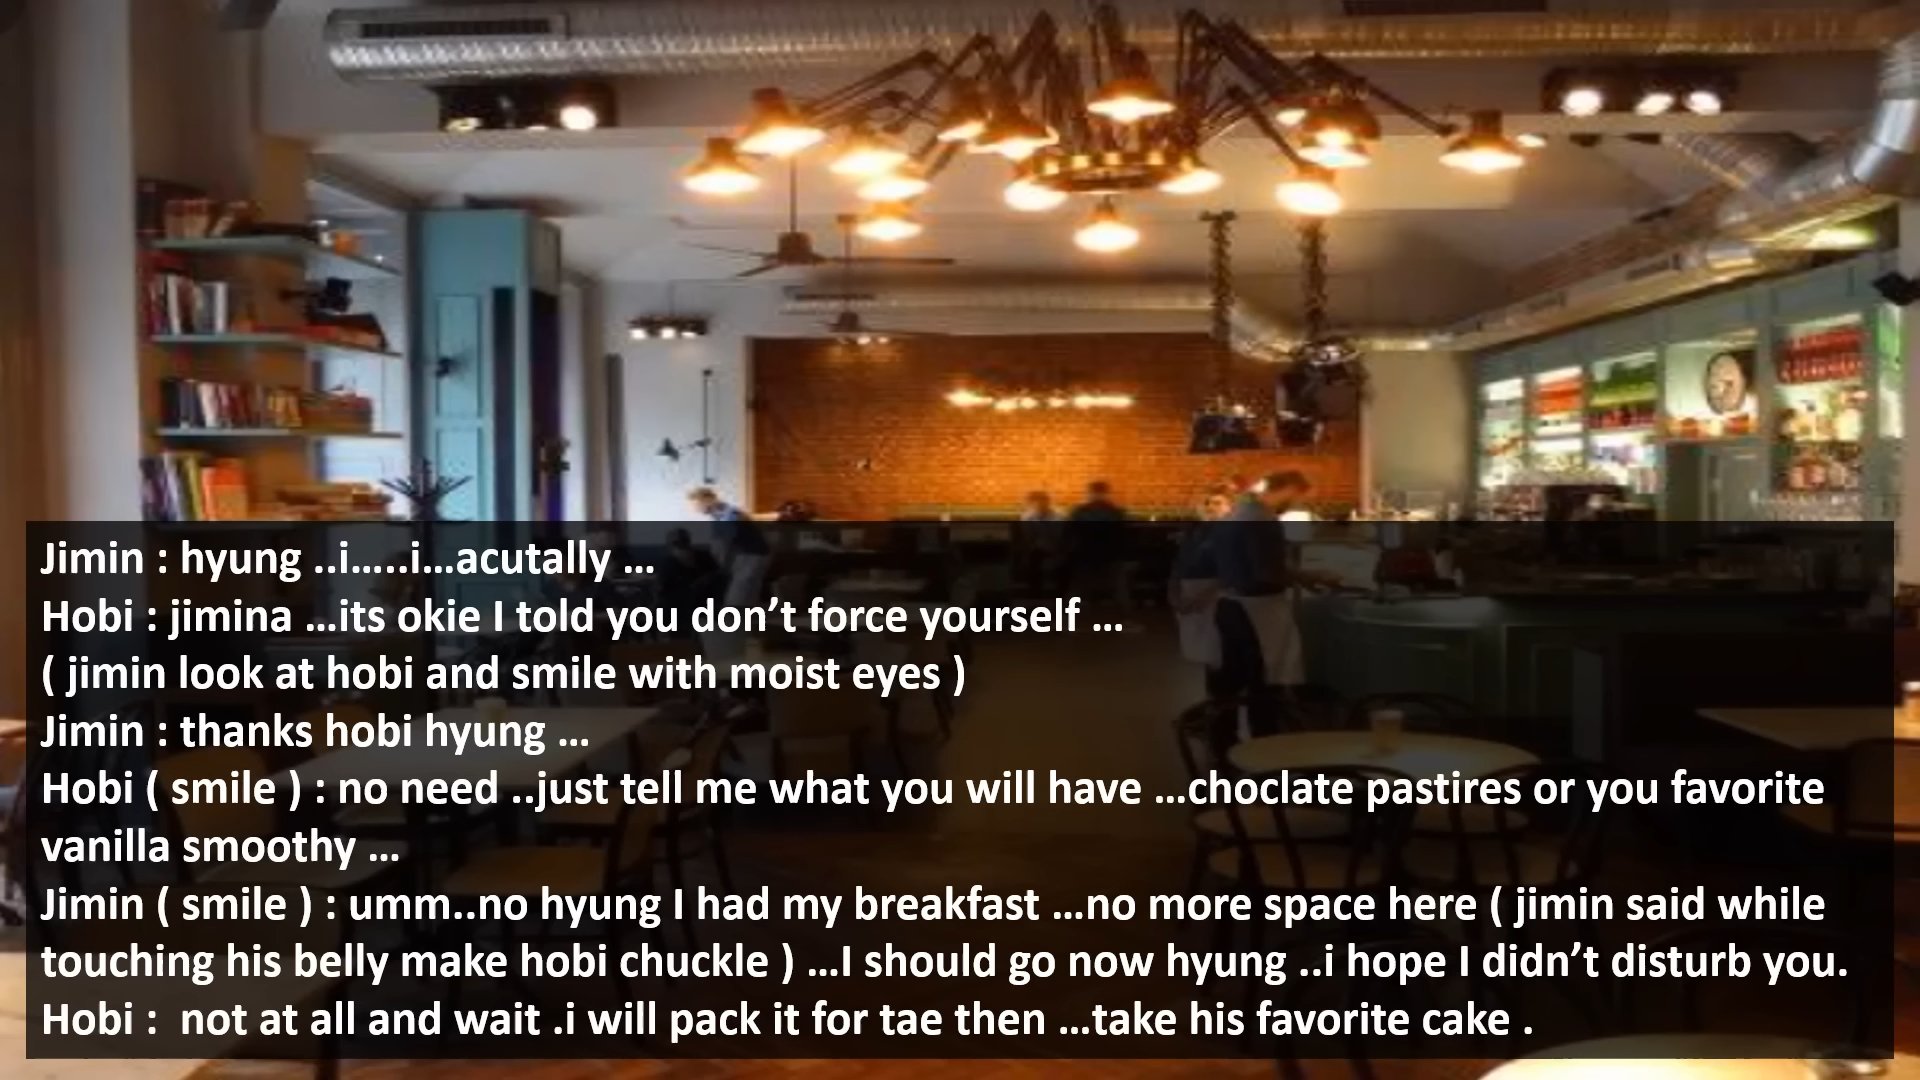 Jimin : hyung ..i…..i…acutally …
Hobi : jimina …its okie I told you don’t force yourself …
( jimin look at hobi and smile with moist eyes )
Jimin : thanks hobi hyung …
Hobi ( smile ) : no need ..just tell me what you will have …choclate pastires or you favorite
vanilla smoothy …
Jimin ( smile ) : umm..no hyung I had my breakfast …no more space here ( jimin said while
touching his belly make hobi chuckle ) …I should go now hyung ..i hope I didn’t disturb you.
Hobi :  not at all and wait .i will pack it for tae then …take his favorite cake .